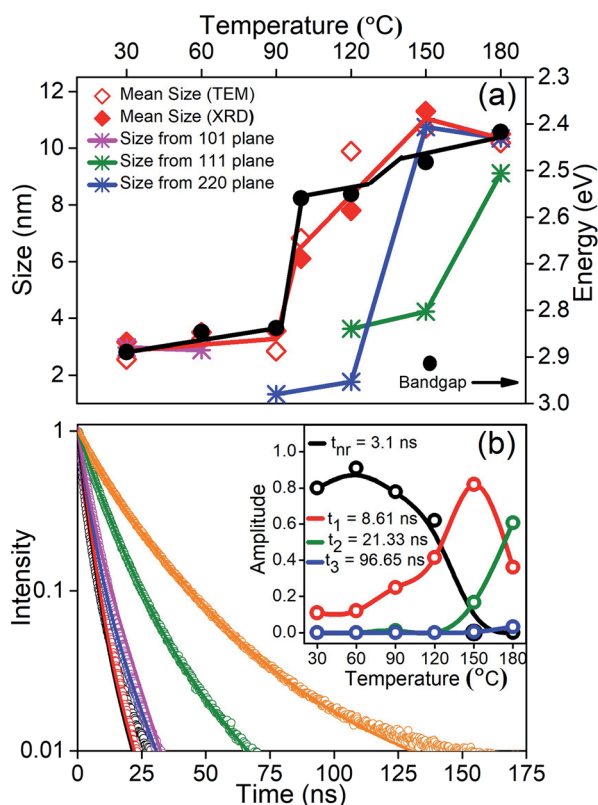 Temperature (°C)
30 60 90 120 150 180
(a)
12
10
8
6
4
2
Size (nm)
Mean Size (TEM)
Mean Size (XRD)
Size from 101 plane
Size from 111 plane
Size from 220 plane
Bandgap
2.3
2.4
2.5
2.6
2.7
2.8
2.9
3.0
Energy (eV)
1
0.1
0.01
Intensity
0 25 50 75 100 125 150 175
Time (ns)
(b)
1.0
0.8
0.6
0.4
0.2
0.0
Amplitude
tnr = 3.1 ns
t1 = 8.61 ns
t2 = 21.33 ns
t3 = 96.65 ns
30 60 90 120 150 180
Temperature (°C)